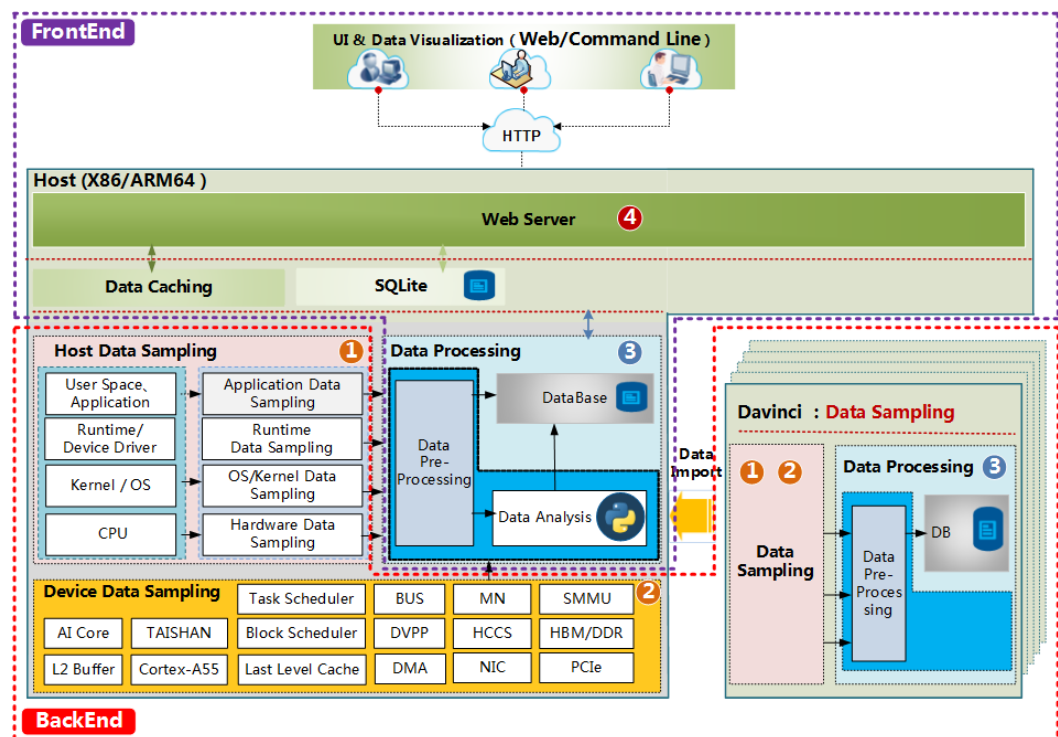 FrontEnd
UI & Data Visualization ( Web/Command Line )
HTTP
Host (X86/ARM64 )
Web Server 4
Data Caching
SQLite
Host Data Sampling 1
User Space、
Application
Runtime/
Device Driver
Kernel / OS
CPU
Application Data
Sampling
Runtime
Data Sampling
OS/Kernel Data
Sampling
Hardware Data
Sampling
Data Processing 3
Data
Pre-
Processing
DataBase
Data Analysis
Data
Import
Device Data Sampling 2
Task Scheduler
BUS
MN
SMMU
AI Core
TAISHAN
Block Scheduler
DVPP
HCCS
HBM/DDR
L2 Buffer
Cortex-A55
Last Level Cache
DMA
NIC
PCIe
Davinci ：Data Sampling
1 2
Data
Sampling
Data Processing 3
Data
Pre-
Proces
sing
DB
BackEnd